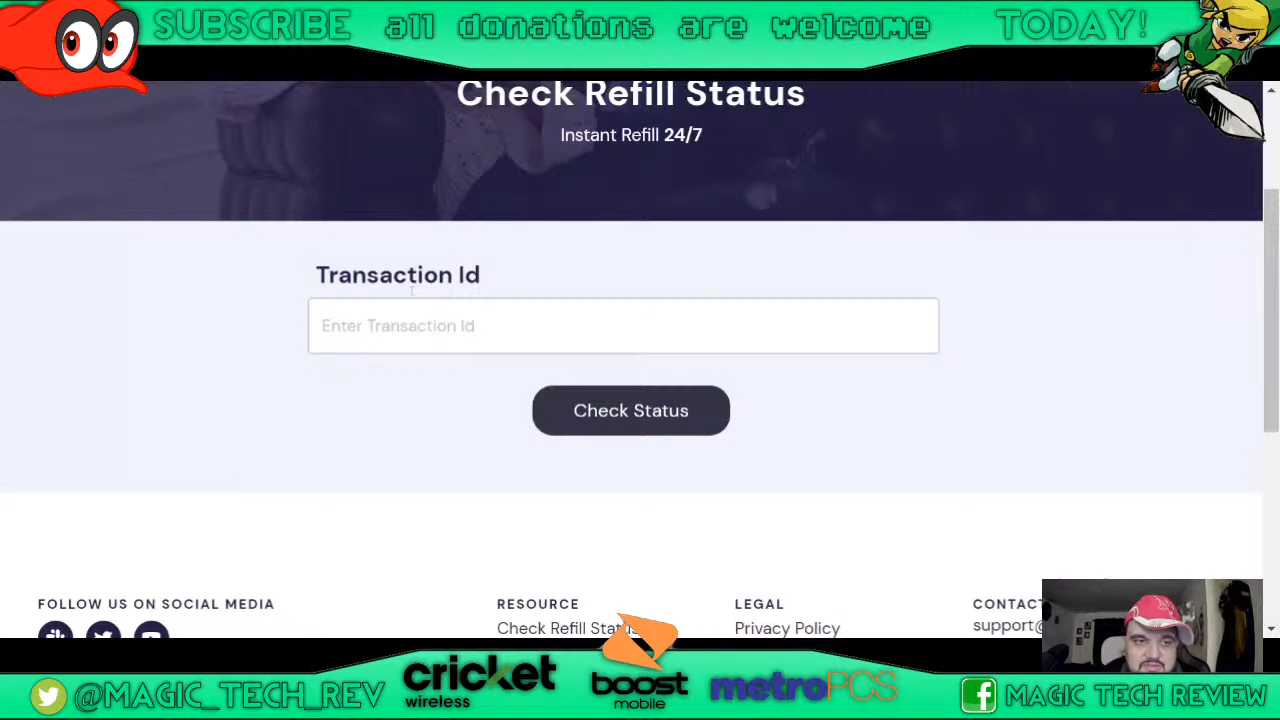 SUBSCRIBE all donations are welcome TODAY!
Check Refill Status
Instant Refill 24/7
Transaction Id
Enter Transaction Id
Check Status
FOLLOW US ON SOCIAL MEDIA
RESOURCE
Check Refill Status
LEGAL
Privacy Policy
CONTACT
support@
@MAGIC_TECH_REV
cricket
wireless
boost
mobile
metroPCS
MAGIC TECH REVIEW